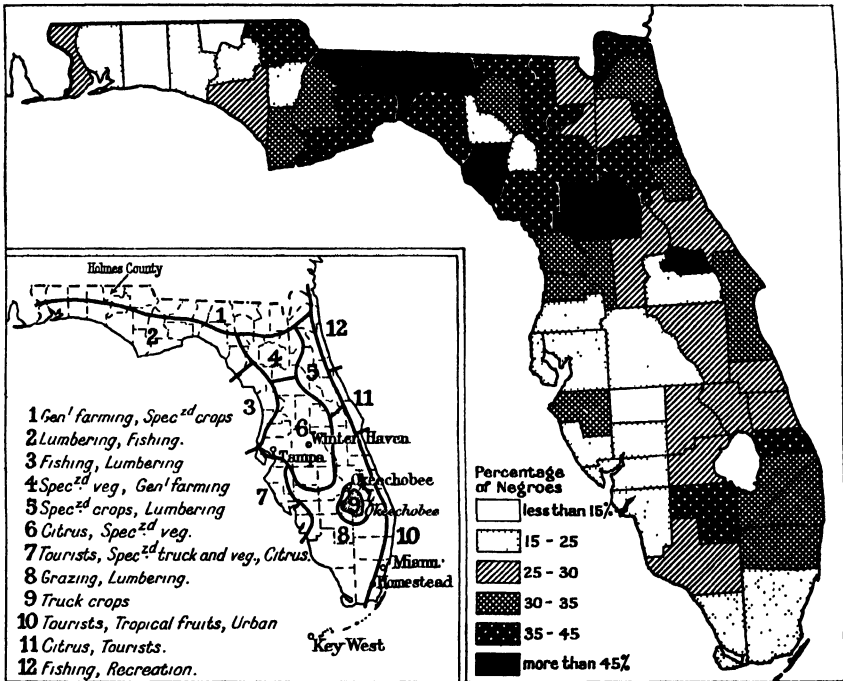 Holmes County
1
2
12
4
5
3
11
6
Winter Haven
Tampa
Okeechobee
7
9
Okeechobee
8
10
Miami
Homestead
Key West
1 Gen' farming, Spec.zd crops
2 Lumbering, Fishing.
3 Fishing, Lumbering
4 Spec.zd veg, Gen' farming
5 Spec.zd crops, Lumbering
6 Citrus, Spec.zd veg.
7 Tourists, Spec.zd truck and veg., Citrus.
8 Grazing, Lumbering.
9 Truck crops
10 Tourists, Tropical fruits, Urban
11 Citrus, Tourists.
12 Fishing, Recreation.
Percentage
of Negroes
less than 15%
15 - 25
25 - 30
30 - 35
35 - 45
more than 45%